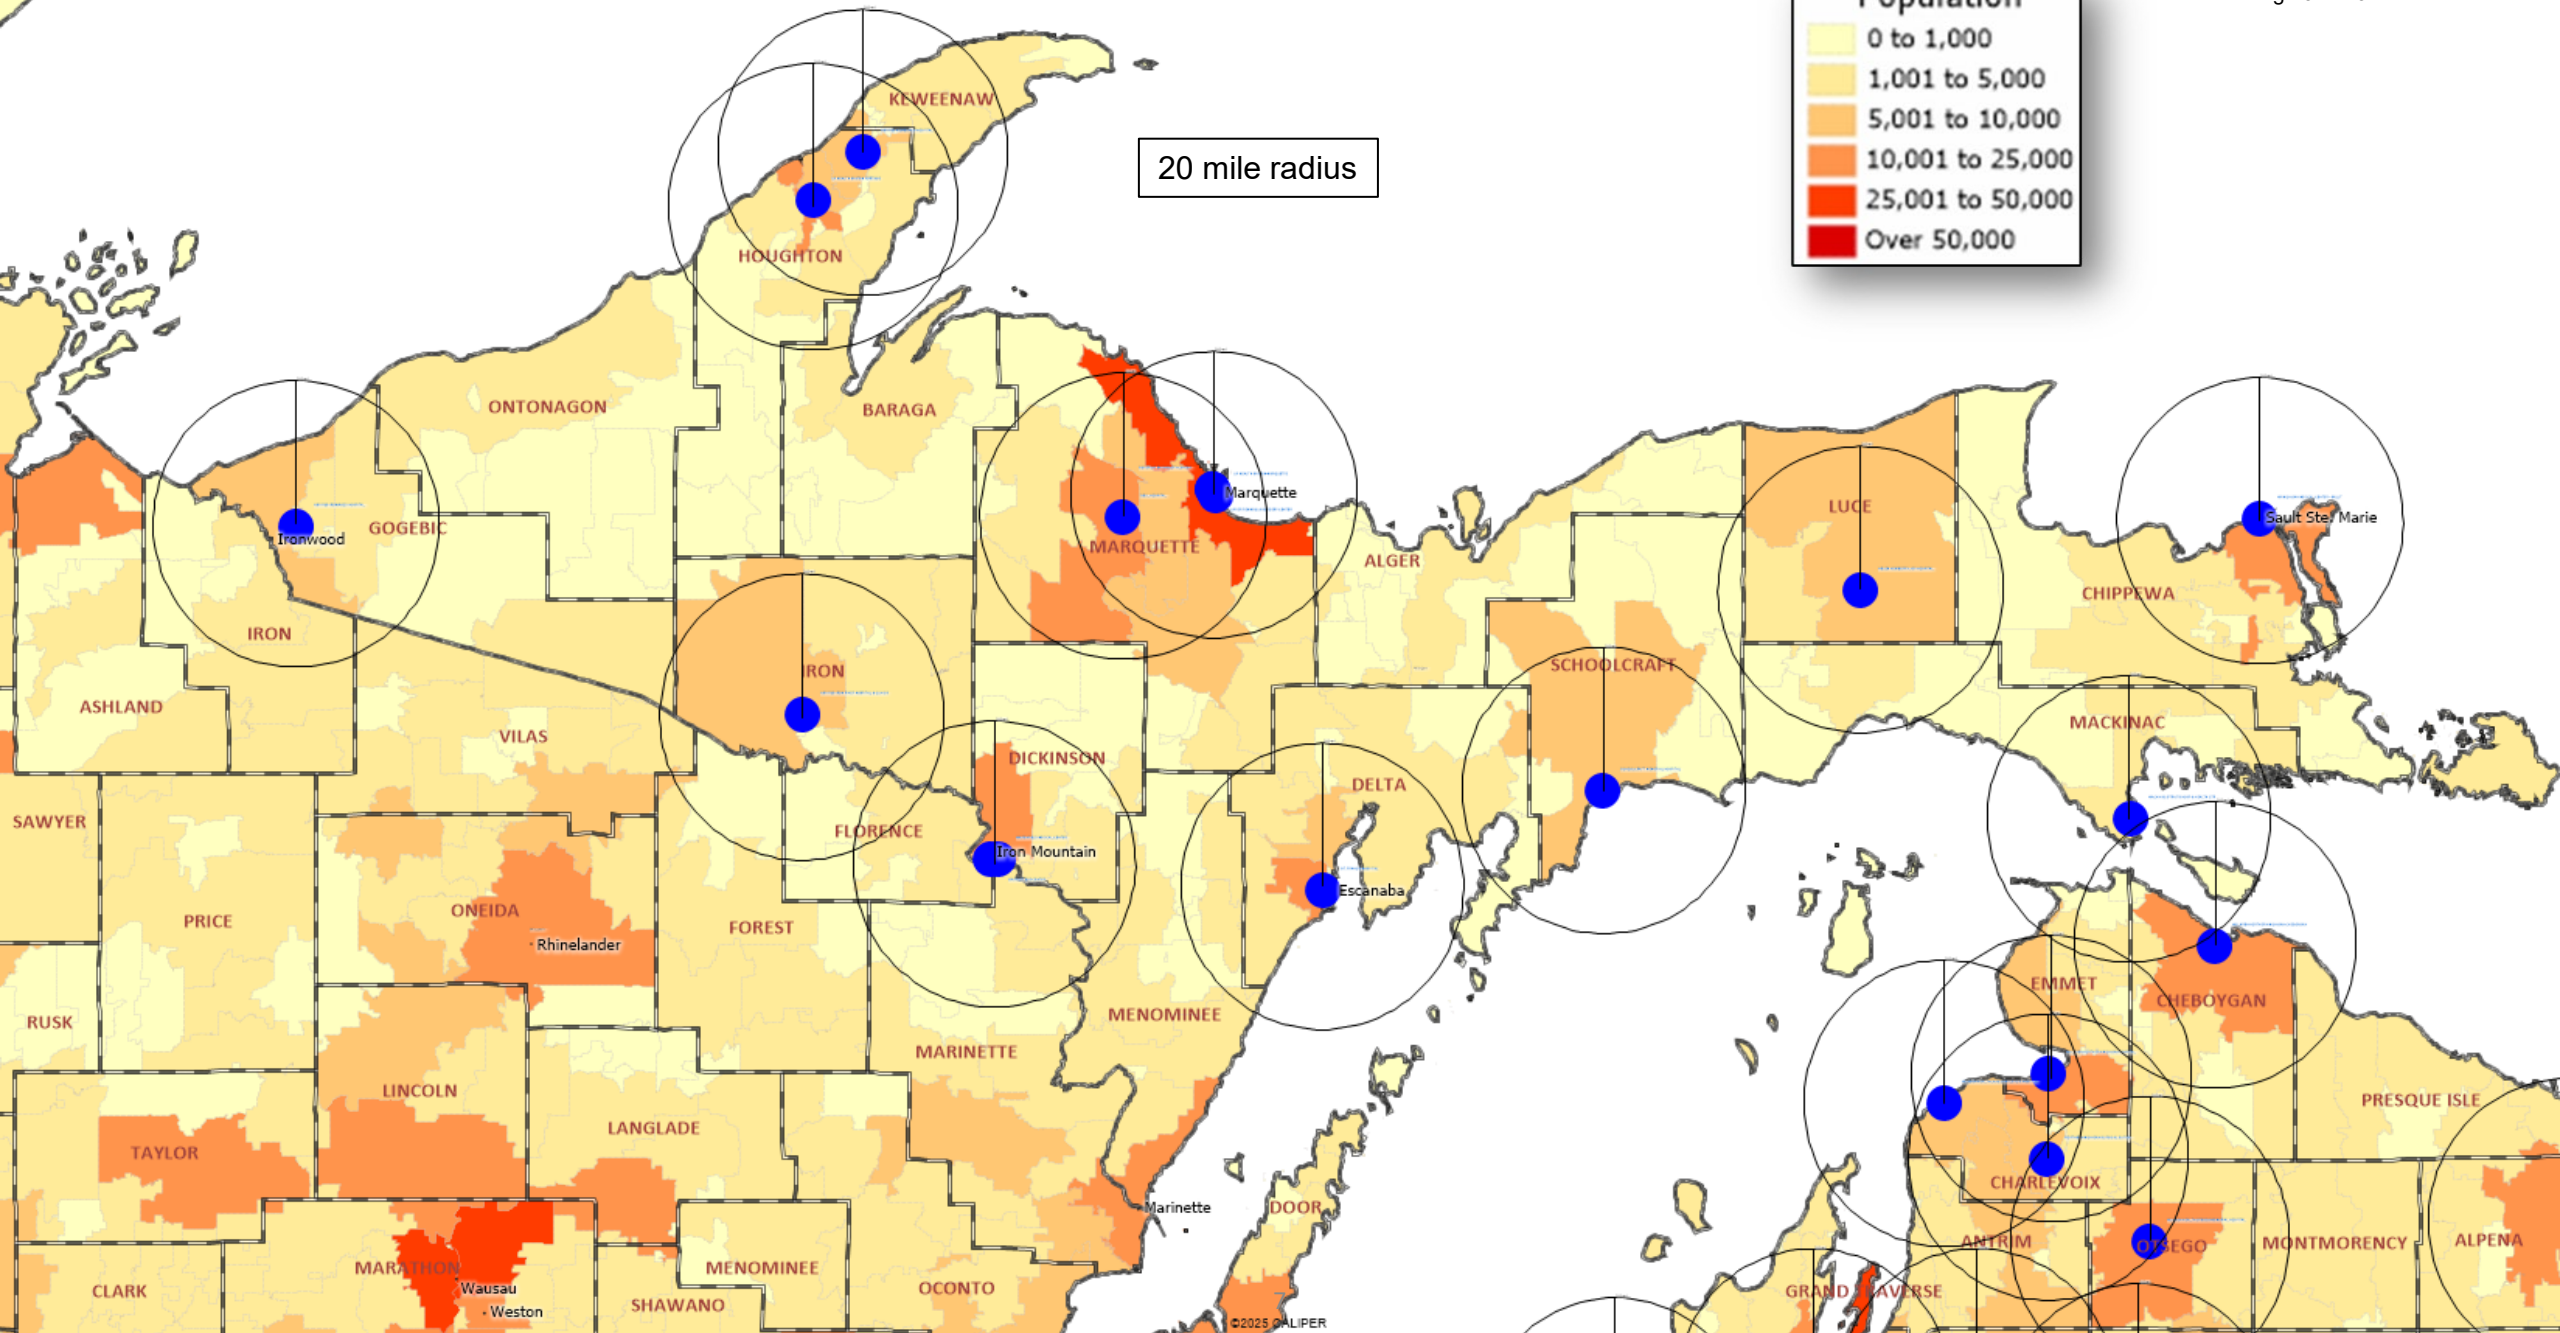 Population
0 to 1,000
1,001 to 5,000
5,001 to 10,000
10,001 to 25,000
25,001 to 50,000
Over 50,000
20 mile radius
KEWEENAW
HOUGHTON
ONTONAGON
BARAGA
GOGEBIC
Ironwood
IRON
ASHLAND
VILAS
IRON
MARQUETTE
Marquette
ALGER
LUCE
SCHOOLCRAFT
CHIPPEWA
Sault Ste. Marie
MACKINAC
DICKINSON
Iron Mountain
FLORENCE
DELTA
Escanaba
SAWYER
PRICE
ONEIDA
Rhinelander
FOREST
RUSK
MENOMINEE
MARINETTE
EMMET
CHEBOYGAN
PRESQUE ISLE
LINCOLN
LANGLADE
TAYLOR
Marinette
DOOR
CHARLEVOIX
ANTRIM
OTSEGO
MONTMORENCY
ALPENA
CLARK
MARATHON
Wausau
Weston
MENOMINEE
SHAWANO
OCONTO
GRAND TRAVERSE
©2025 CALIPER